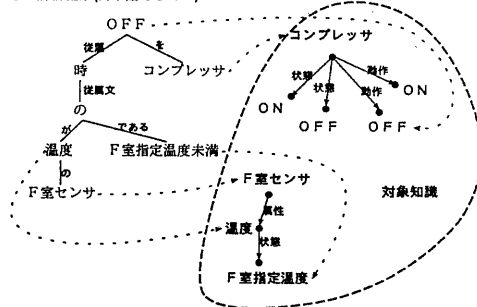 OFF
従属 を
コンプレッサ
時 コンプレッサ
従属文
状態 状態 動作 動作
の
ON OFF OFF ON
が である
温度 F室指定温度未満
の
F室センサ
F室センサ
対象知識
属性
温度
状態
F室指定温度